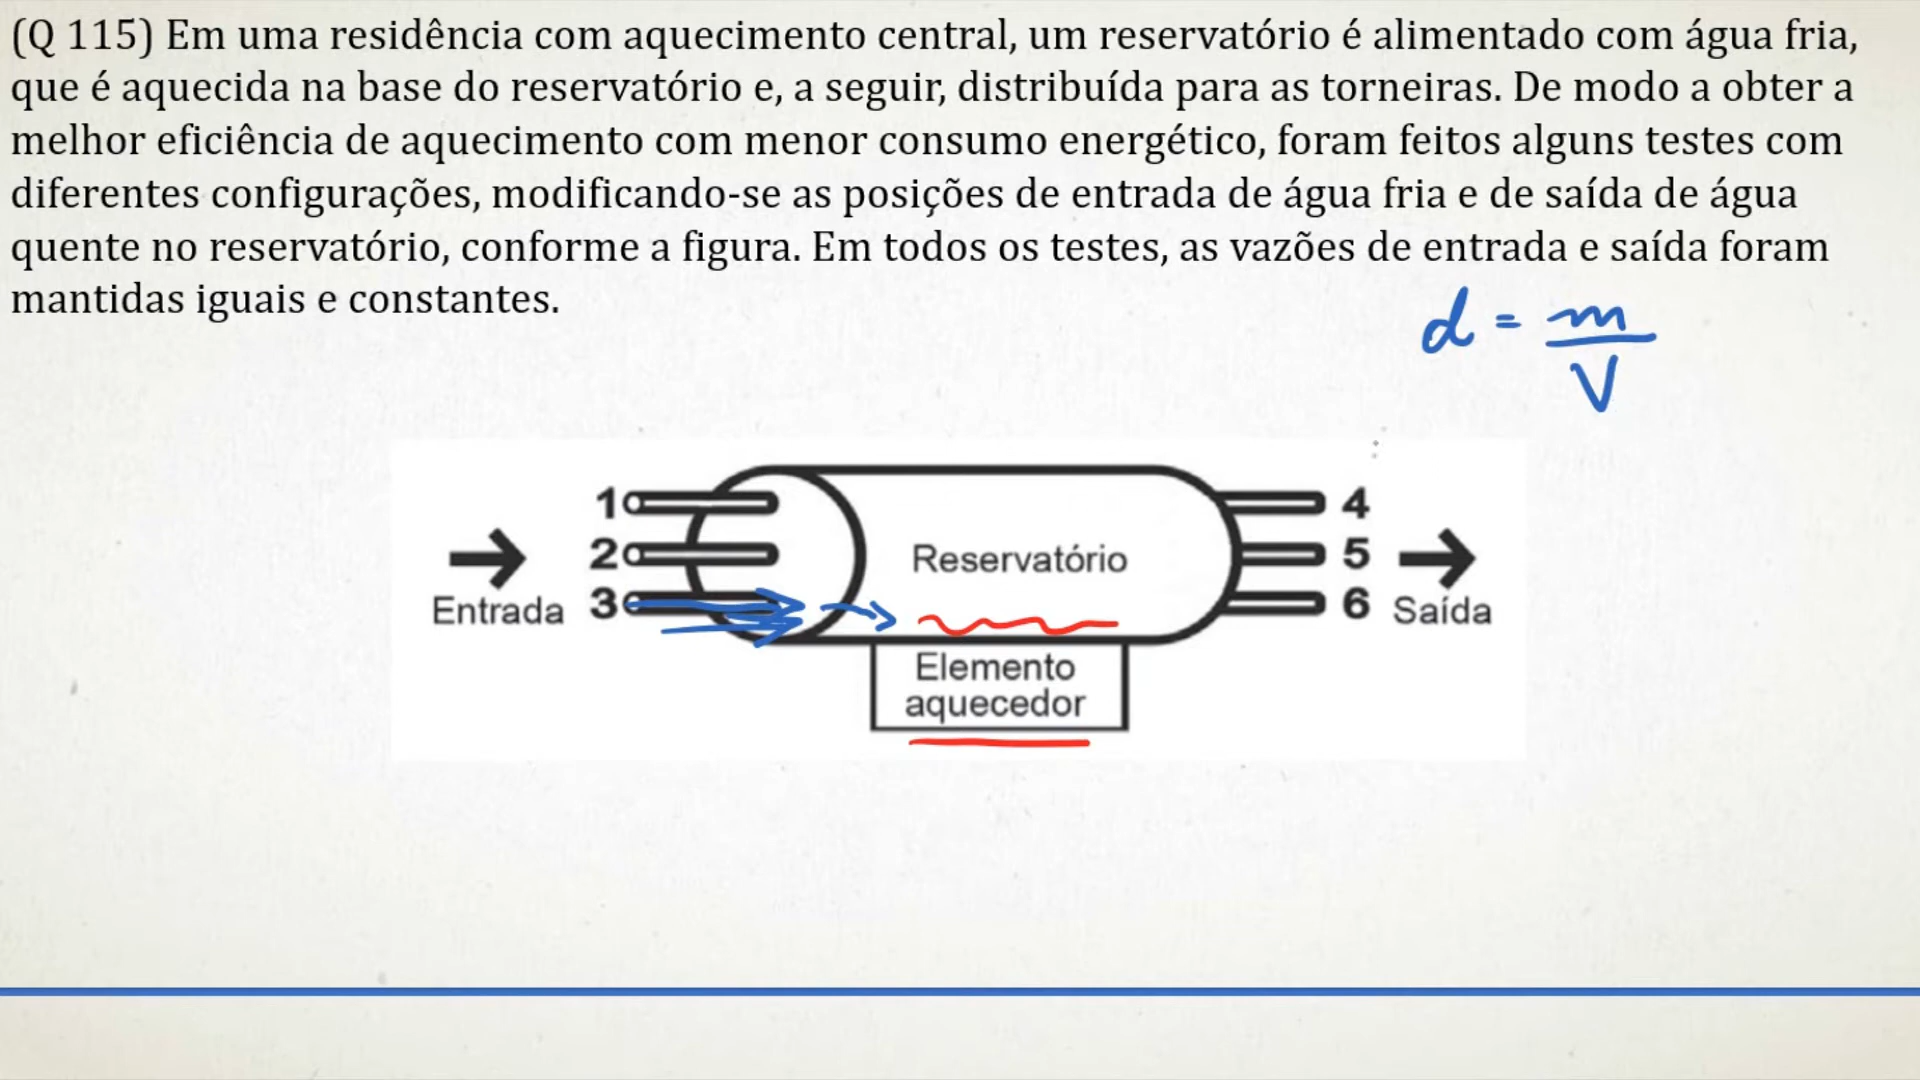 (Q 115) Em uma residência com aquecimento central, um reservatório é alimentado com água fria,
que é aquecida na base do reservatório e, a seguir, distribuída para as torneiras. De modo a obter a
melhor eficiência de aquecimento com menor consumo energético, foram feitos alguns testes com
diferentes configurações, modificando-se as posições de entrada de água fria e de saída de água
quente no reservatório, conforme a figura. Em todos os testes, as vazões de entrada e saída foram
mantidas iguais e constantes.
d = m
V
1
2
3
Entrada
Reservatório
4
5
6
Saída
Elemento
aquecedor